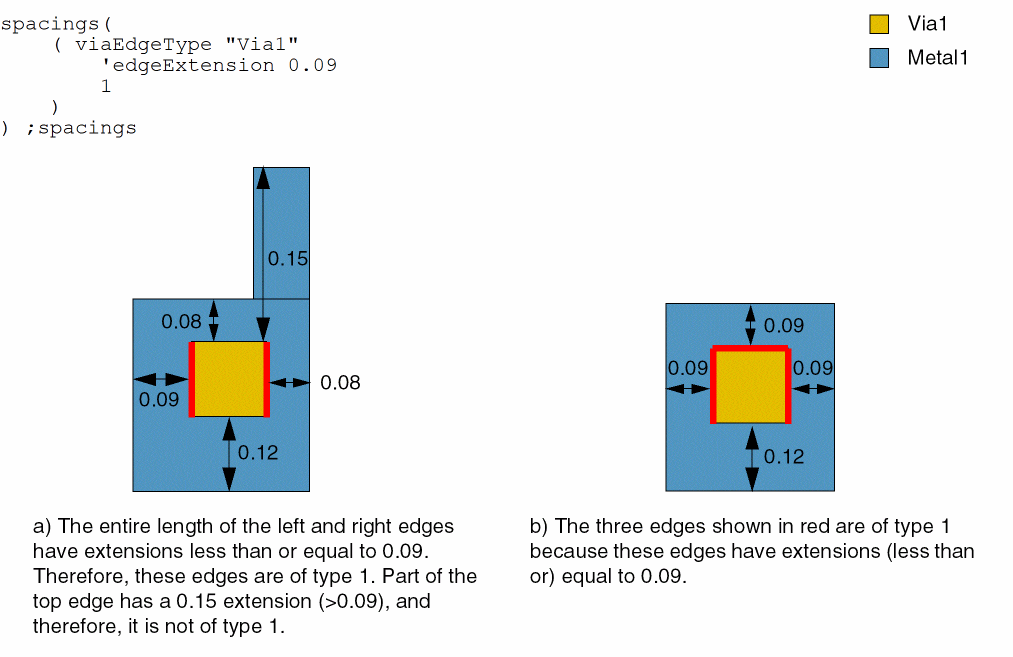 spacings(
( viaEdgeType "Via1"
'edgeExtension 0.09
1
)
) ;spacings
Via1
Metal1
0.15
0.08
0.08
0.09
0.12
0.09
0.09
0.09
0.12
a) The entire length of the left and right edges
have extensions less than or equal to 0.09.
Therefore, these edges are of type 1. Part of the
top edge has a 0.15 extension (>0.09), and
therefore, it is not of type 1.
b) The three edges shown in red are of type 1
because these edges have extensions (less than
or) equal to 0.09.